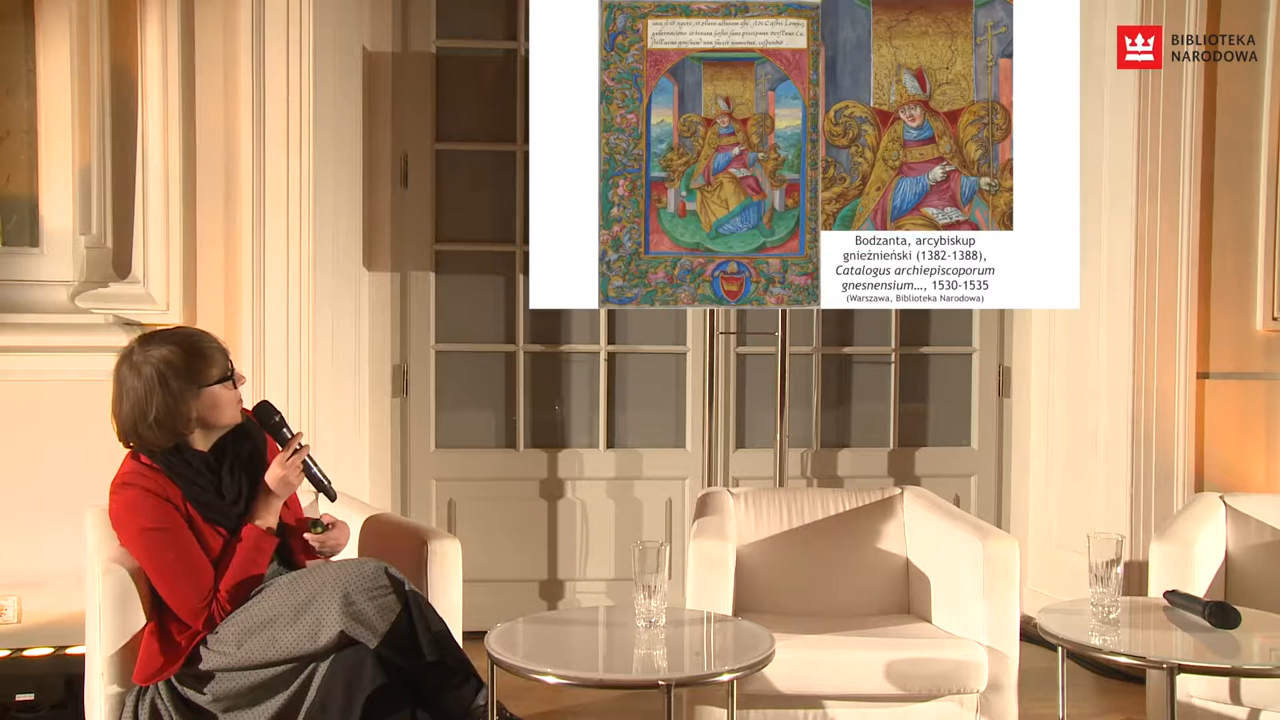 BIBLIOTEKA
NARODOWA
Bodzanta, arcybiskup
gnieźnieński (1382-1388),
Catalogus archiepiscoporum
gnesnensium..., 1530-1535
(Warszawa, Biblioteka Narodowa)